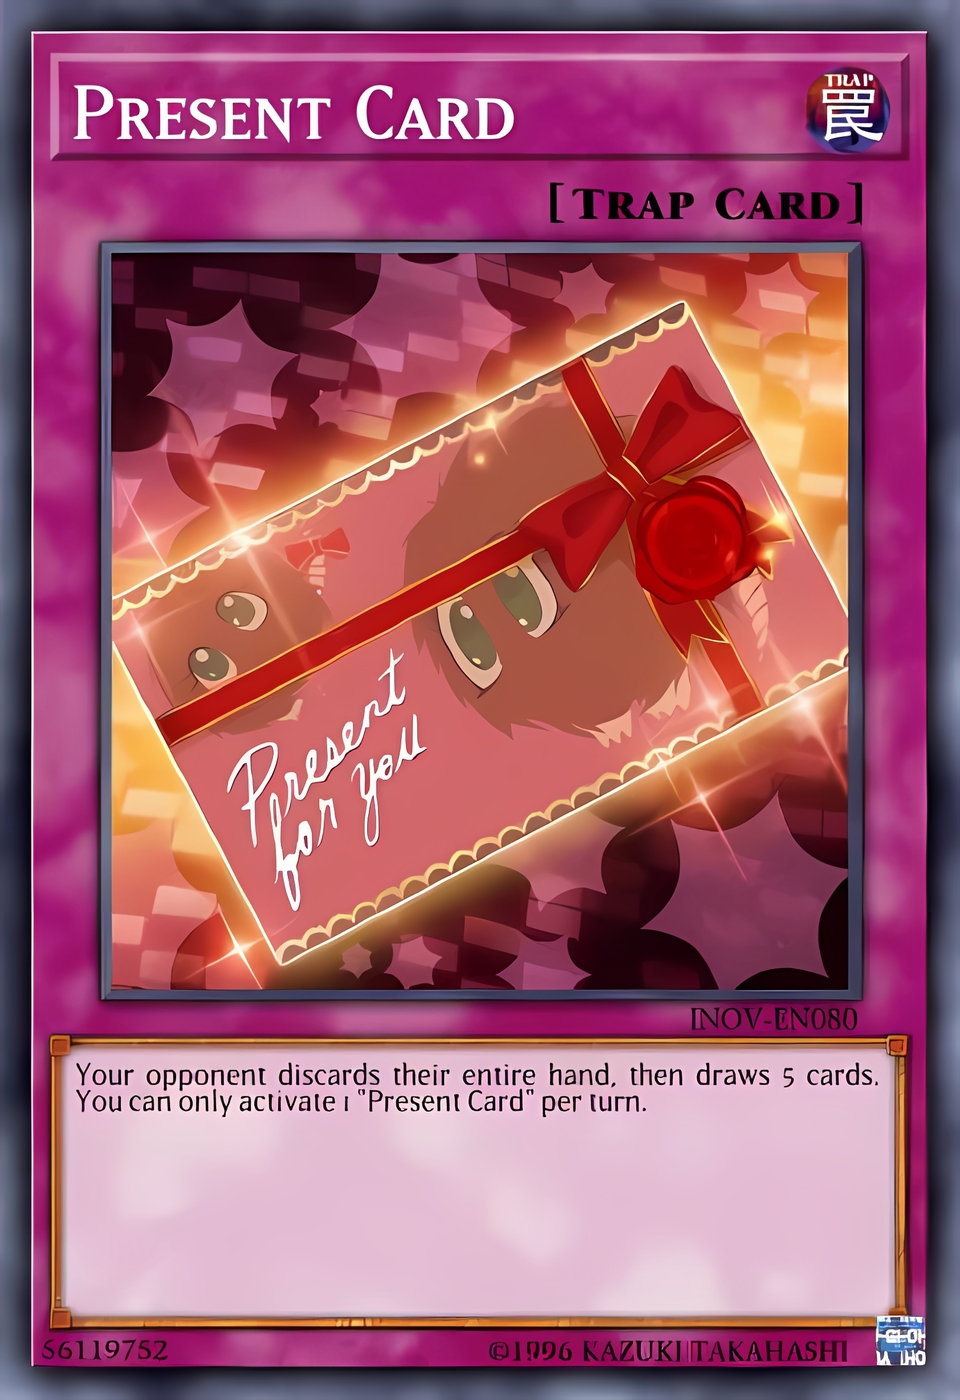 PRESENT CARD
TRAP
罠
[TRAP CARD]
Present
for you
INOV-EN080
Your opponent discards their entire hand, then draws 5 cards.
You can only activate 1 "Present Card" per turn.
56119752
©1996 KAZUKI TAKAHASHI